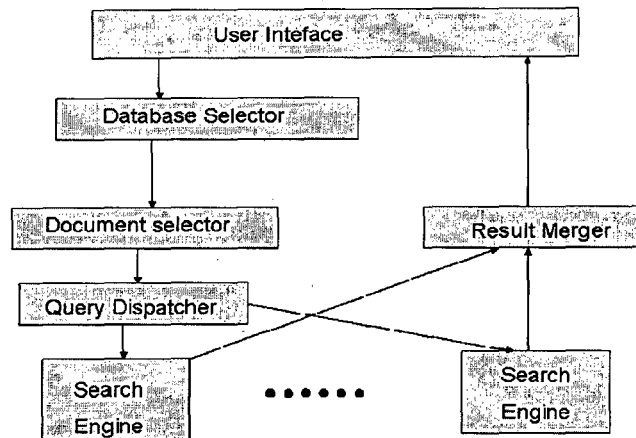 User Inteface
Database Selector
Document selector
Result Merger
Query Dispatcher
Search
Engine
Search
Engine